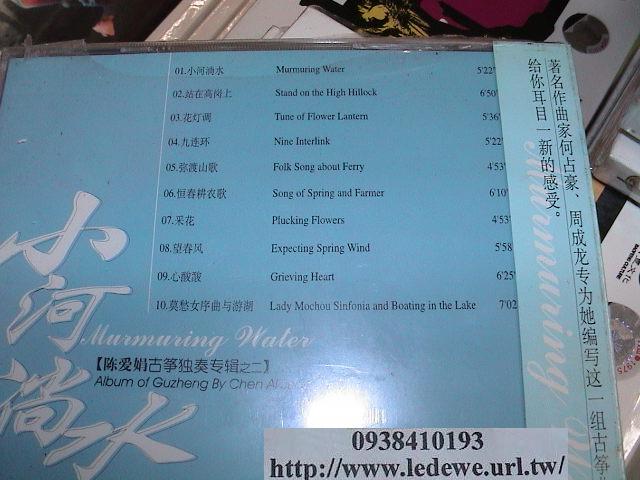 01.小河淌水 Murmuring Water 5'22"
02.站在高岗上 Stand on the High Hillock 6'50"
03.花灯调 Tune of Flower Lantern 5'36"
04.九连环 Nine Interlink 5'22"
05.弥渡山歌 Folk Song about Ferry 4'53"
06.恒春耕农歌 Song of Spring and Farmer 6'10"
07.采花 Plucking Flowers 4'53"
08.望春风 Expecting Spring Wind 5'58
09.心酸酸 Grieving Heart 6'25"
10.莫愁女序曲与游湖 Lady Mochou Sinfonia and Boating in the Lake 7'02
小河淌水
Murmuring Water
【陈爱娟古筝独奏专辑之二】
Album of Guzheng By Chen
著名作曲家何占豪、周成龙专为她编写这一组古筝
给你耳目一新的感受。
Murmuring
0938410193
http://www.ledewe.url.tw/